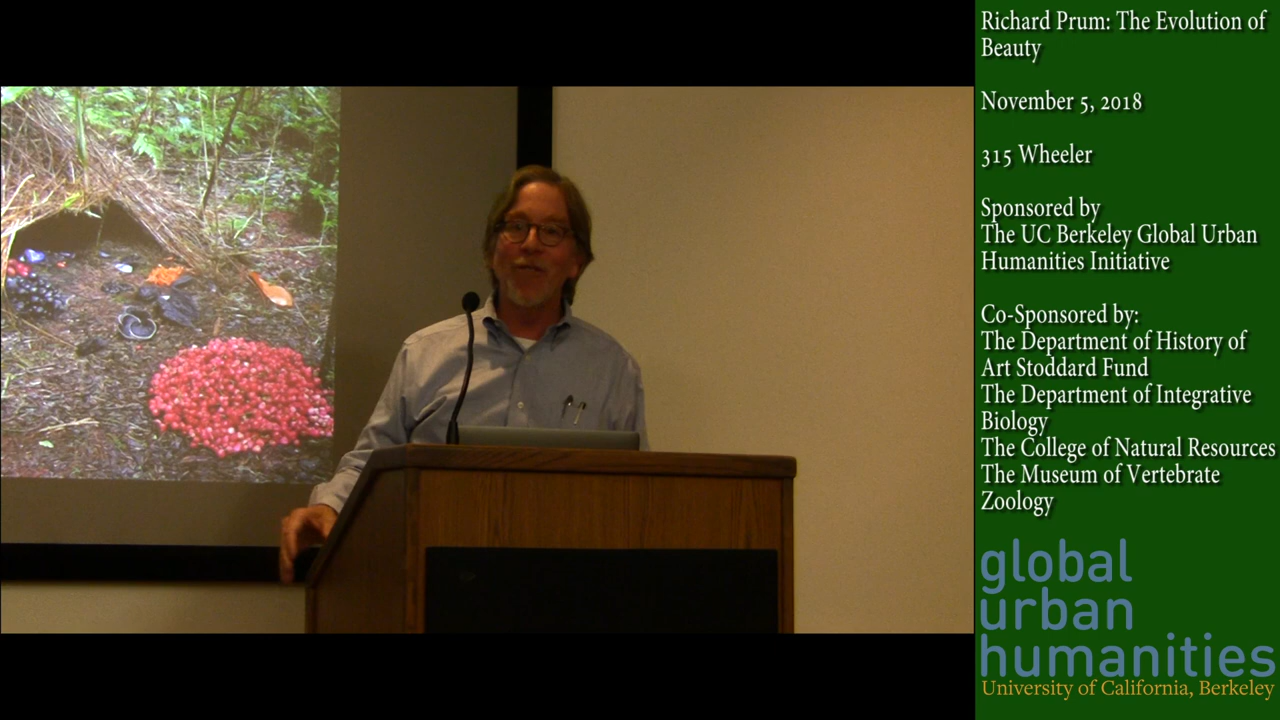 Richard Prum: The Evolution of
Beauty
November 5, 2018
315 Wheeler
Sponsored by
The UC Berkeley Global Urban
Humanities Initiative
Co-Sponsored by:
The Department of History of
Art Stoddard Fund
The Department of Integrative
Biology
The College of Natural Resources
The Museum of Vertebrate
Zoology
global
urban
humanities
University of California, Berkeley